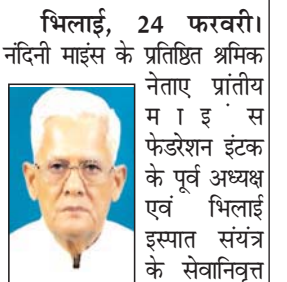 भिलाई, 24 फरवरी।
नंदिनी माइंस के प्रतिष्ठित श्रमिक
नेताए प्रांतीय
म ा इ ं स
फेडरेशन इंटक
के पूर्व अध्यक्ष
एवं भिलाई
इस्पात संयंत्र
के सेवानिवृत्त